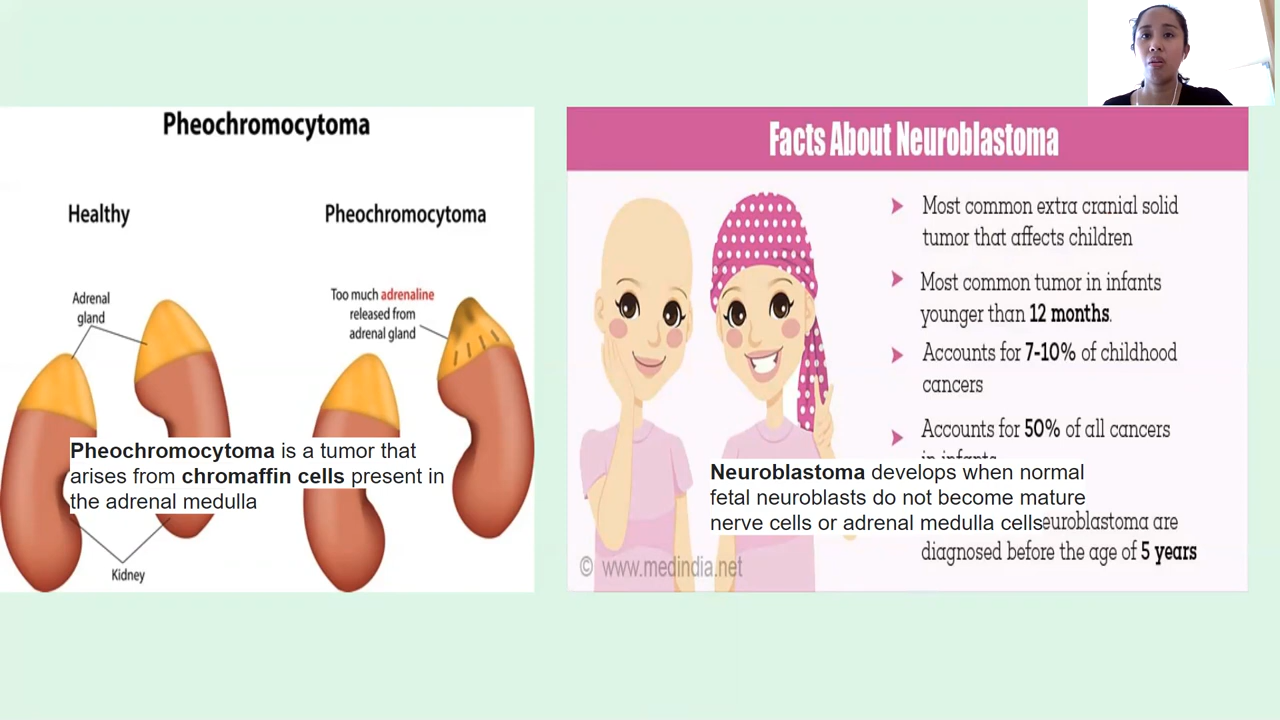 Pheochromocytoma
Healthy
Pheochromocytoma
Adrenal
gland
Too much adrenaline
released from
adrenal gland
Pheochromocytoma is a tumor that
arises from chromaffin cells present in
the adrenal medulla
Kidney
Facts About Neuroblastoma
Most common extra cranial solid
tumor that affects children
Most common tumor in infants
younger than 12 months.
Accounts for 7-10% of childhood
cancers
Accounts for 50% of all cancers
in infants
Neuroblastoma develops when normal
fetal neuroblasts do not become mature
nerve cells or adrenal medulla cells
euroblastoma are
diagnosed before the age of 5 years
© www.medindia.net